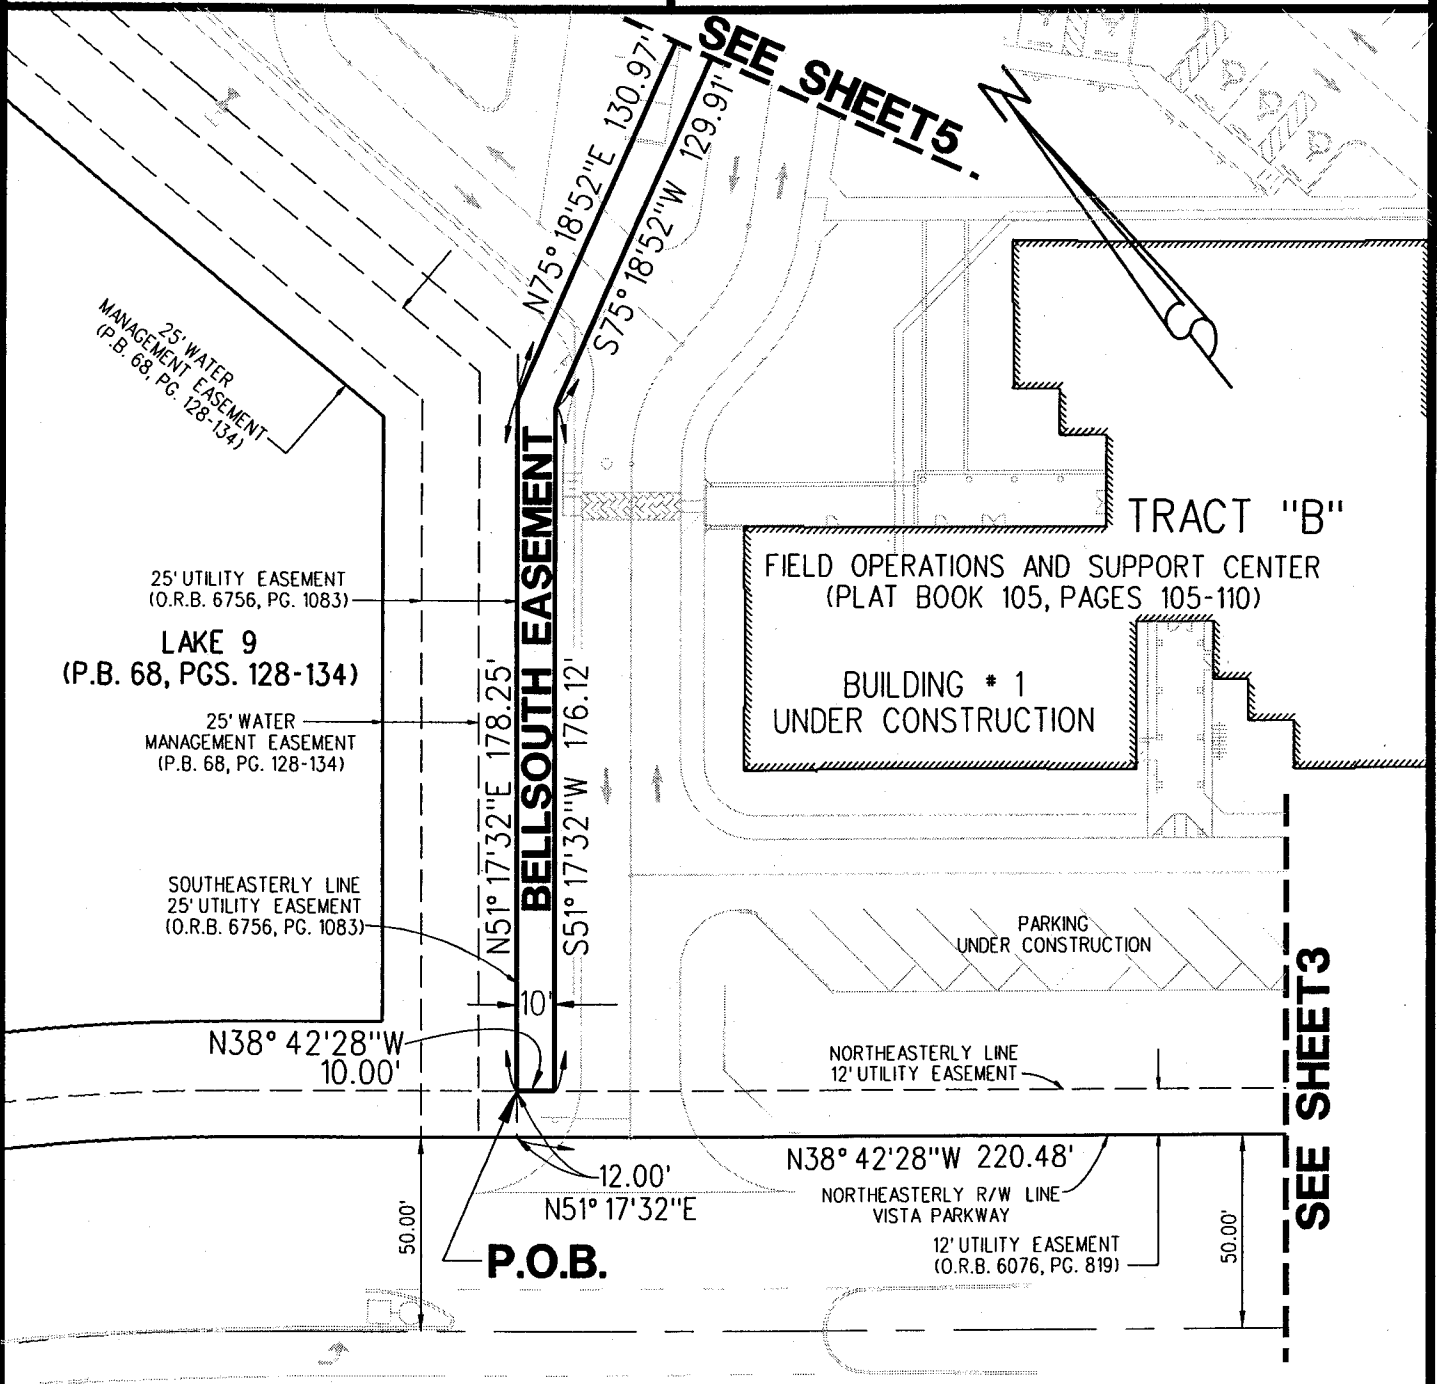 SEE SHEET 5
N75° 18'52"E 130.97'
S75° 18'52"W 129.91'
25' WATER
MANAGEMENT EASEMENT
(P.B. 68, PG. 128-134)
BELLSOUTH EASEMENT
TRACT "B"
FIELD OPERATIONS AND SUPPORT CENTER
(PLAT BOOK 105, PAGES 105-110)
25' UTILITY EASEMENT
(O.R.B. 6756, PG. 1083)
LAKE 9
(P.B. 68, PGS. 128-134)
BUILDING # 1
UNDER CONSTRUCTION
25' WATER
MANAGEMENT EASEMENT
(P.B. 68, PG. 128-134)
N51° 17'32"E 178.25'
S51° 17'32"W 176.12'
SOUTHEASTERLY LINE
25' UTILITY EASEMENT
(O.R.B. 6756, PG. 1083)
PARKING
UNDER CONSTRUCTION
10'
N38° 42'28"W
10.00'
NORTHEASTERLY LINE
12' UTILITY EASEMENT
SEE SHEET 3
12.00'
N51° 17'32"E
N38° 42'28"W 220.48'
NORTHEASTERLY R/W LINE
VISTA PARKWAY
12' UTILITY EASEMENT
(O.R.B. 6076, PG. 819)
50.00'
50.00'
P.O.B.